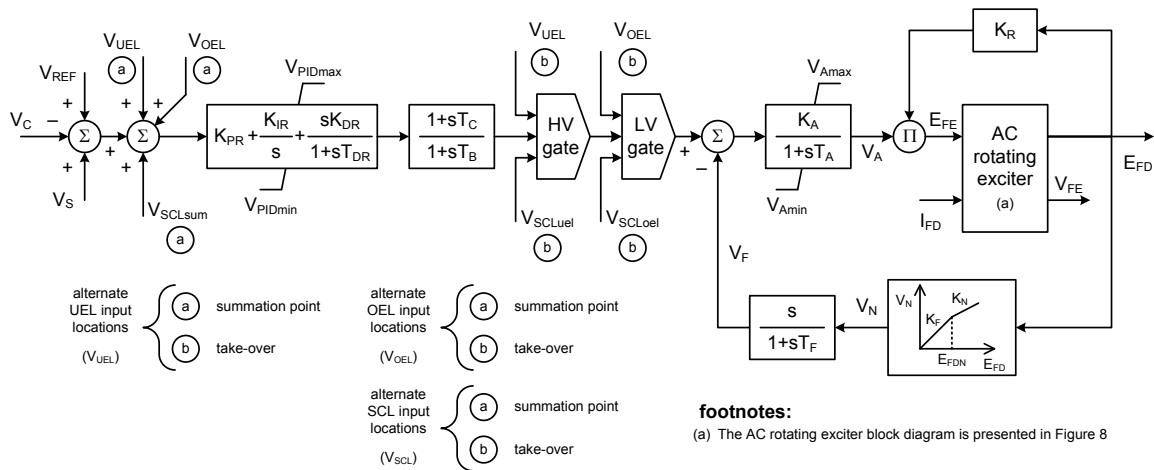 V_UEL
V_OEL
a
a
V_REF
V_C
−
+
+
+
Σ
+
+
Σ
+
+
V_S
V_SCLsum
a
V_PIDmax
K_PR + K_IR/s + sK_DR/1+sT_DR
V_PIDmin
1+sT_C
1+sT_B
V_UEL
b
V_OEL
b
HV
gate
LV
gate
V_SCLuel
b
V_SCLoel
b
+
Σ
−
V_Amax
K_A
1+sT_A
V_Amin
V_A
Π
E_FE
K_R
AC
rotating
exciter
(a)
I_FD
V_FE
E_FD
V_F
s
1+sT_F
V_N
V_N
K_N
K_F
E_FDN
E_FD
alternate
UEL input
locations
(V_UEL)
a summation point
b take-over
alternate
OEL input
locations
(V_OEL)
a summation point
b take-over
alternate
SCL input
locations
(V_SCL)
a summation point
b take-over
footnotes:
(a) The AC rotating exciter block diagram is presented in Figure 8